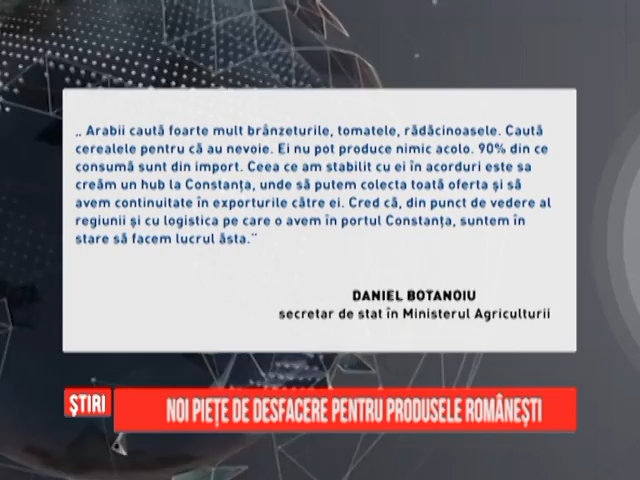 „ Arabii caută foarte mult brânzeturile, tomatele, rădăcinoasele. Caută
cerealele pentru că au nevoie. Ei nu pot produce nimic acolo. 90% din ce
consumă sunt din import. Ceea ce am stabilit cu ei în acorduri este sa
creăm un hub la Constanța, unde să putem colecta toată oferta și să
avem continuitate în exporturile către ei. Cred că, din punct de vedere al
regiunii și cu logistica pe care o avem în portul Constanța, suntem în
stare să facem lucrul ăsta.”
DANIEL BOTANOIU
secretar de stat în Ministerul Agriculturii
ȘTIRI
NOI PIEȚE DE DESFACERE PENTRU PRODUSELE ROMÂNEȘTI